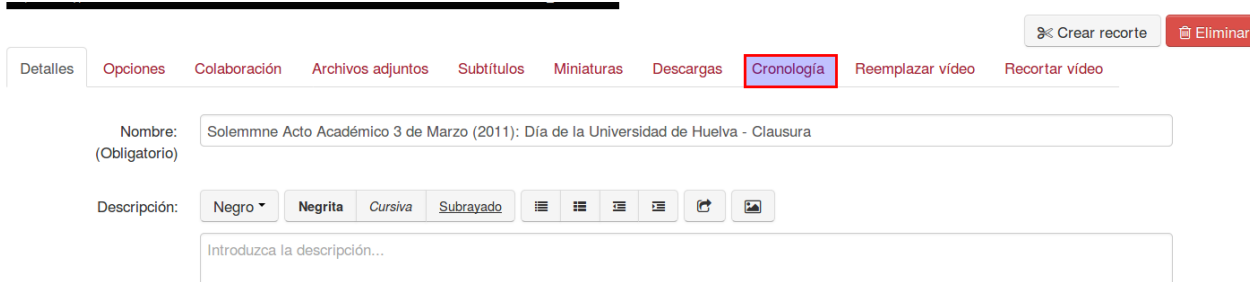 Crear recorte Eliminar
Detalles Opciones Colaboración Archivos adjuntos Subtítulos Miniaturas Descargas Cronología Reemplazar vídeo Recortar vídeo
Nombre: Solemmne Acto Académico 3 de Marzo (2011): Día de la Universidad de Huelva - Clausura
(Obligatorio)
Descripción: Negro Negrita Cursiva Subrayado
Introduzca la descripción...